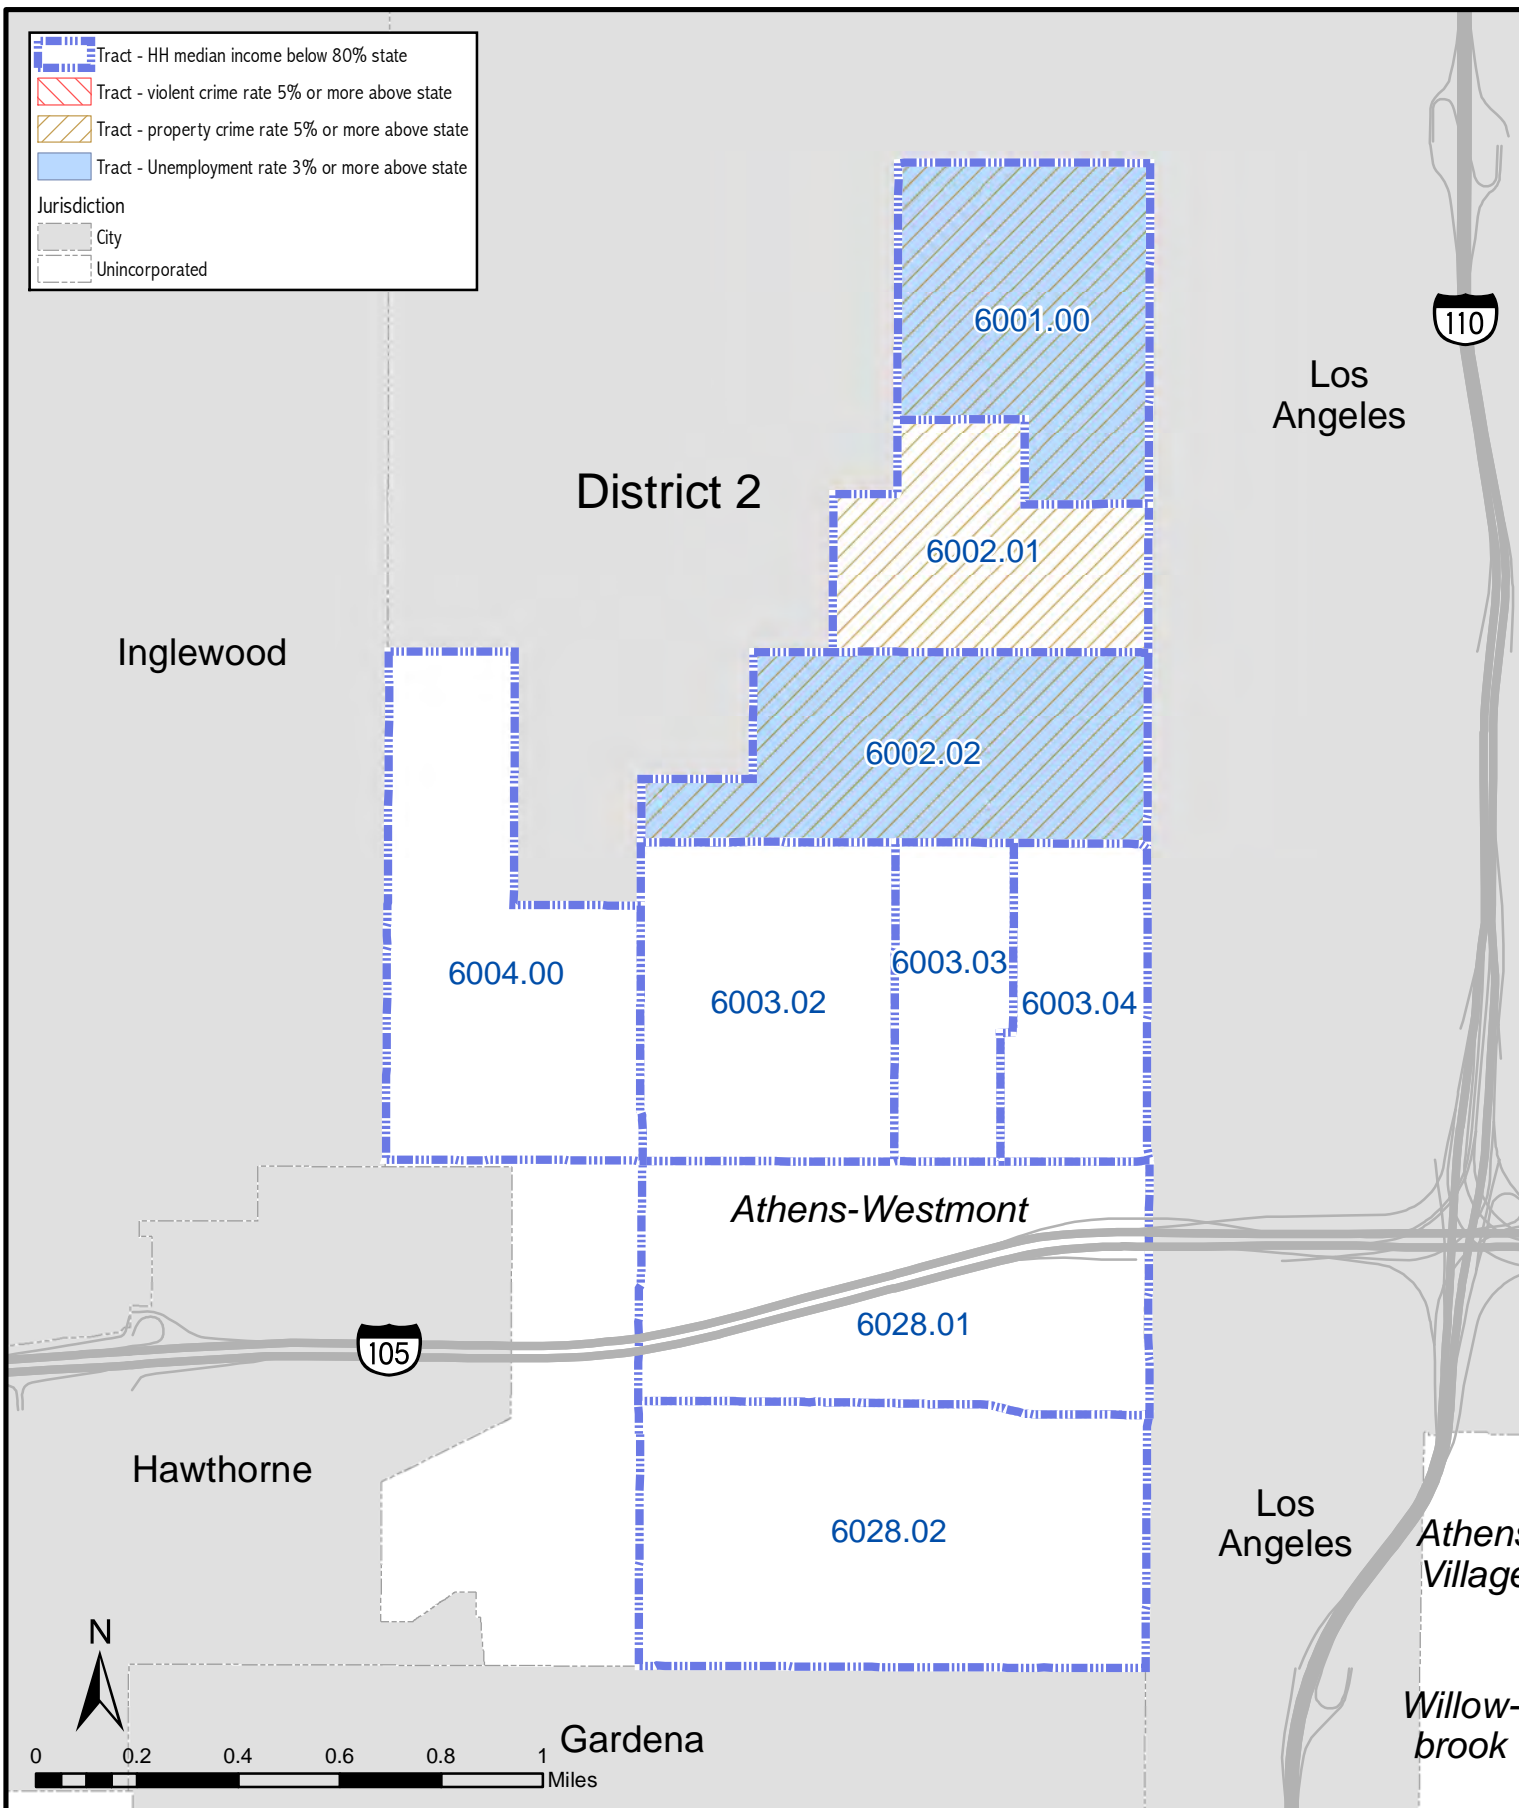 Tract - HH median income below 80% state
Tract - violent crime rate 5% or more above state
Tract - property crime rate 5% or more above state
Tract - Unemployment rate 3% or more above state
Jurisdiction
City
Unincorporated
6001.00
110
Los
Angeles
District 2
6002.01
Inglewood
6002.02
6004.00
6003.02
6003.03
6003.04
Athens-Westmont
6028.01
105
Hawthorne
6028.02
Los
Angeles
Athens
Village
N
Willow-
brook
Gardena
0 0.2 0.4 0.6 0.8 1
Miles